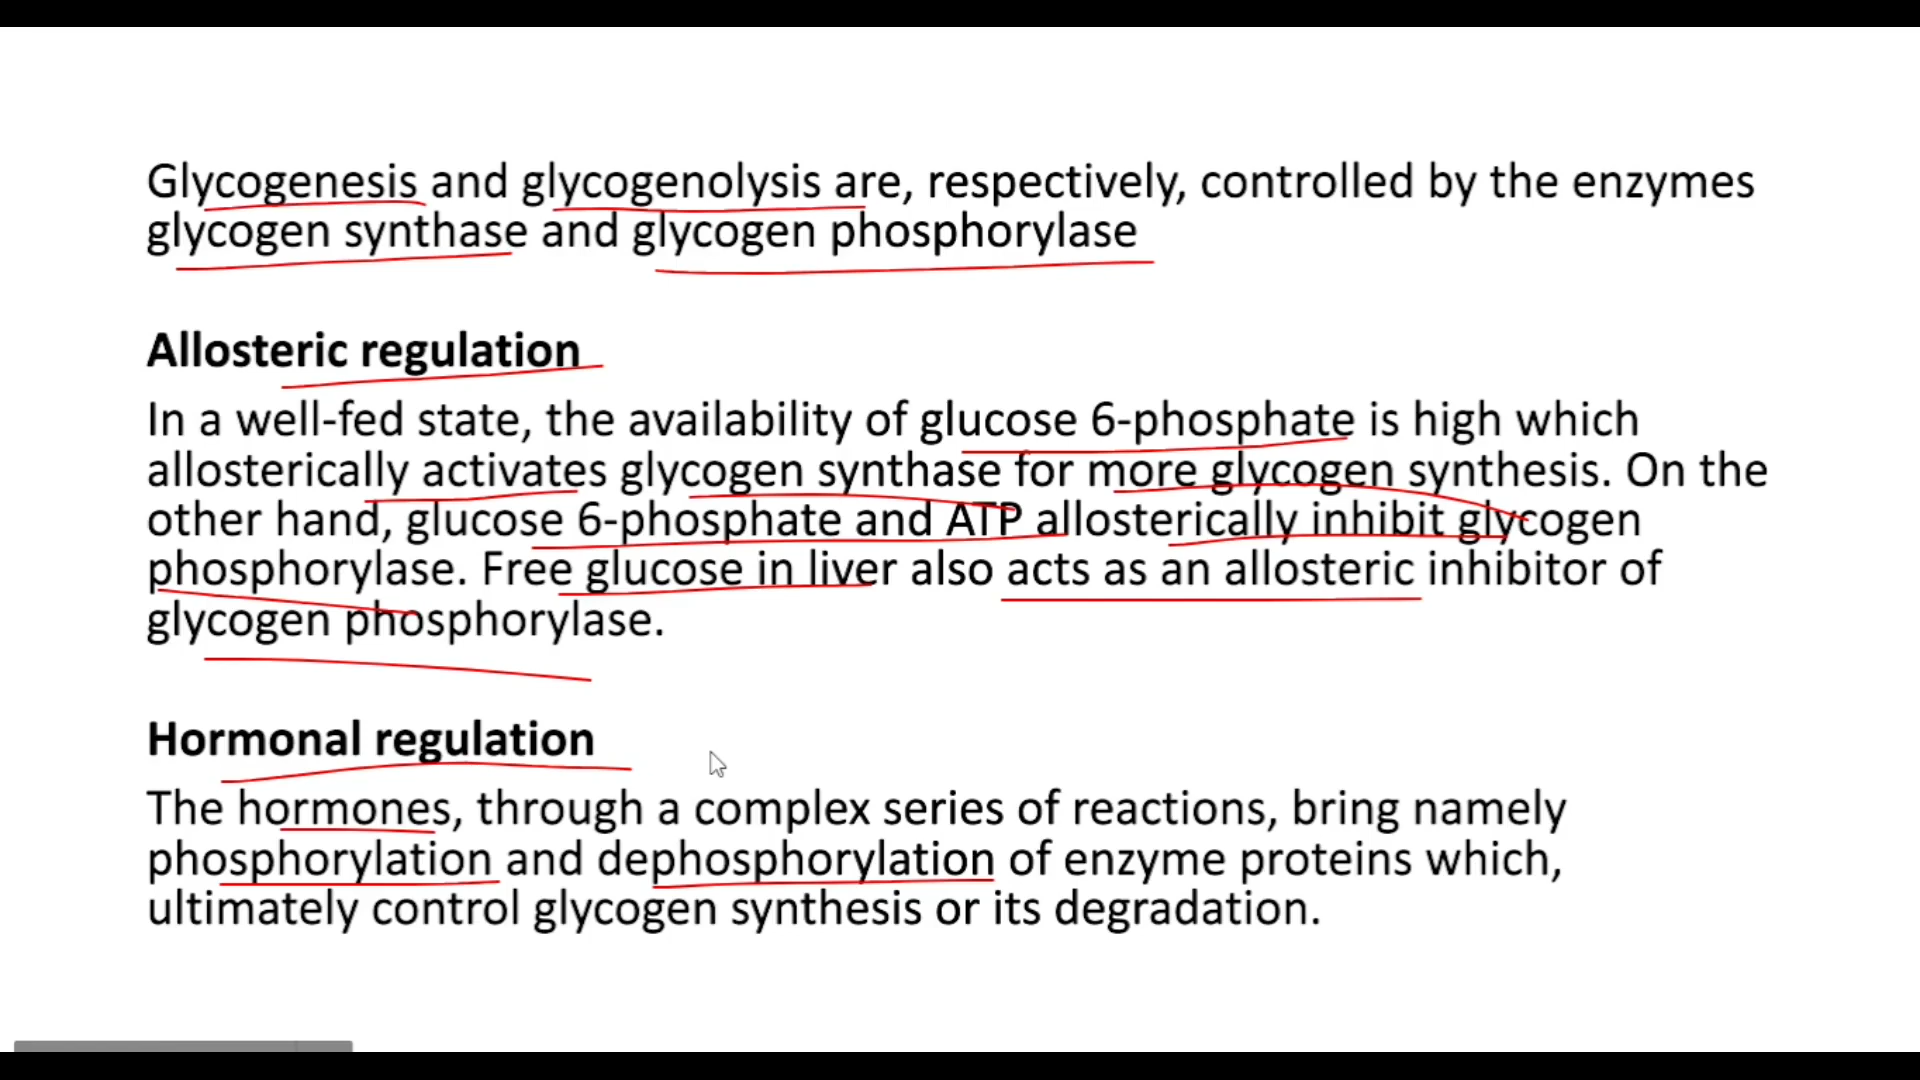 Glycogenesis and glycogenolysis are, respectively, controlled by the enzymes
glycogen synthase and glycogen phosphorylase
Allosteric regulation
In a well-fed state, the availability of glucose 6-phosphate is high which
allosterically activates glycogen synthase for more glycogen synthesis. On the
other hand, glucose 6-phosphate and ATP allosterically inhibit glycogen
phosphorylase. Free glucose in liver also acts as an allosteric inhibitor of
glycogen phosphorylase.
Hormonal regulation
The hormones, through a complex series of reactions, bring namely
phosphorylation and dephosphorylation of enzyme proteins which,
ultimately control glycogen synthesis or its degradation.